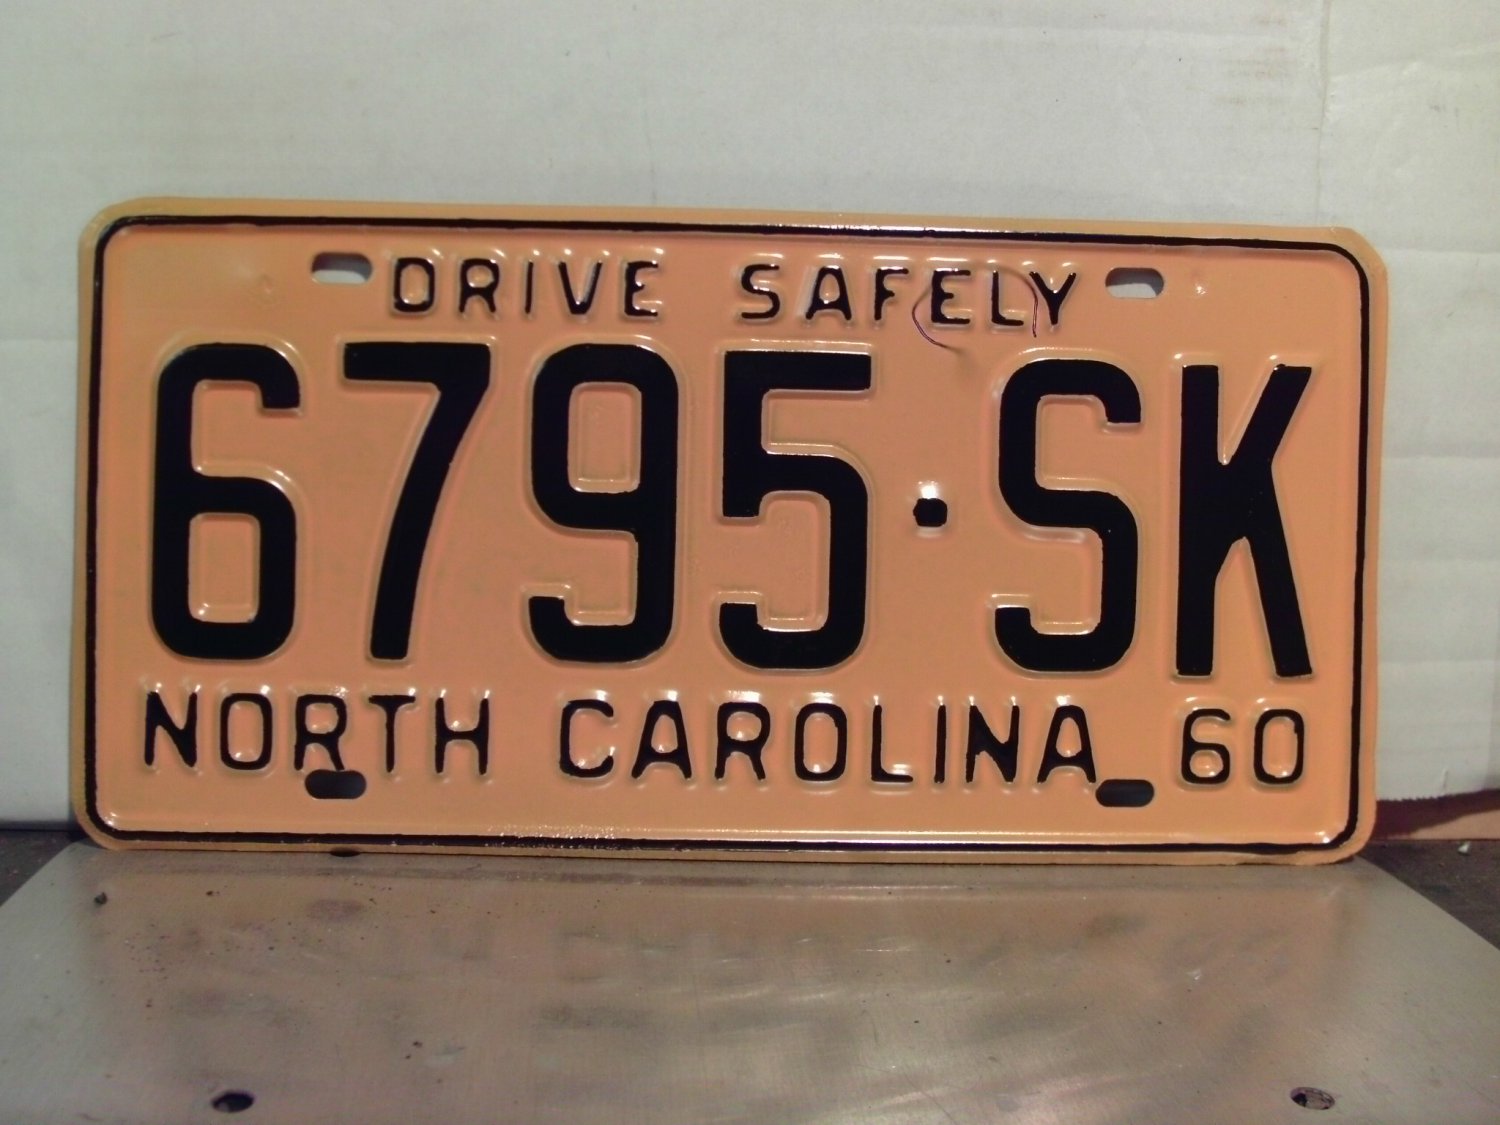 DRIVE SAFELY
6795·SK
NORTH CAROLINA 60